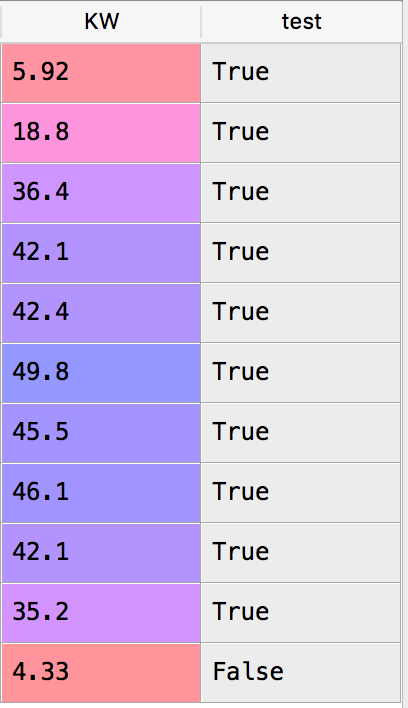 KW test
5.92 True
18.8 True
36.4 True
42.1 True
42.4 True
49.8 True
45.5 True
46.1 True
42.1 True
35.2 True
4.33 False